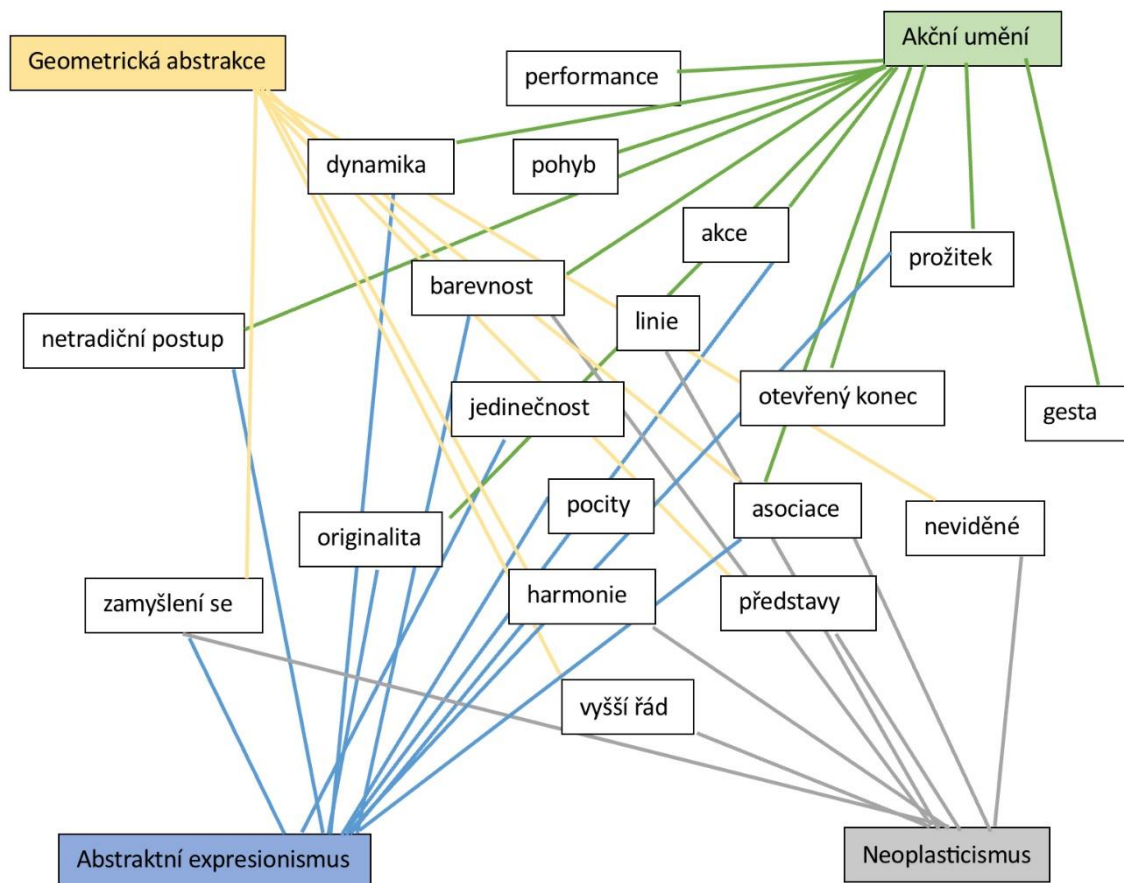 Akční umění
Geometrická abstrakce
performance
dynamika
pohyb
akce
prožitek
barevnost
linie
netradiční postup
otevřený konec
jedinečnost
gesta
pocity
asociace
neviděné
originalita
zamyšlení se
harmonie
představy
vyšší řád
Abstraktní expresionismus
Neoplasticismus